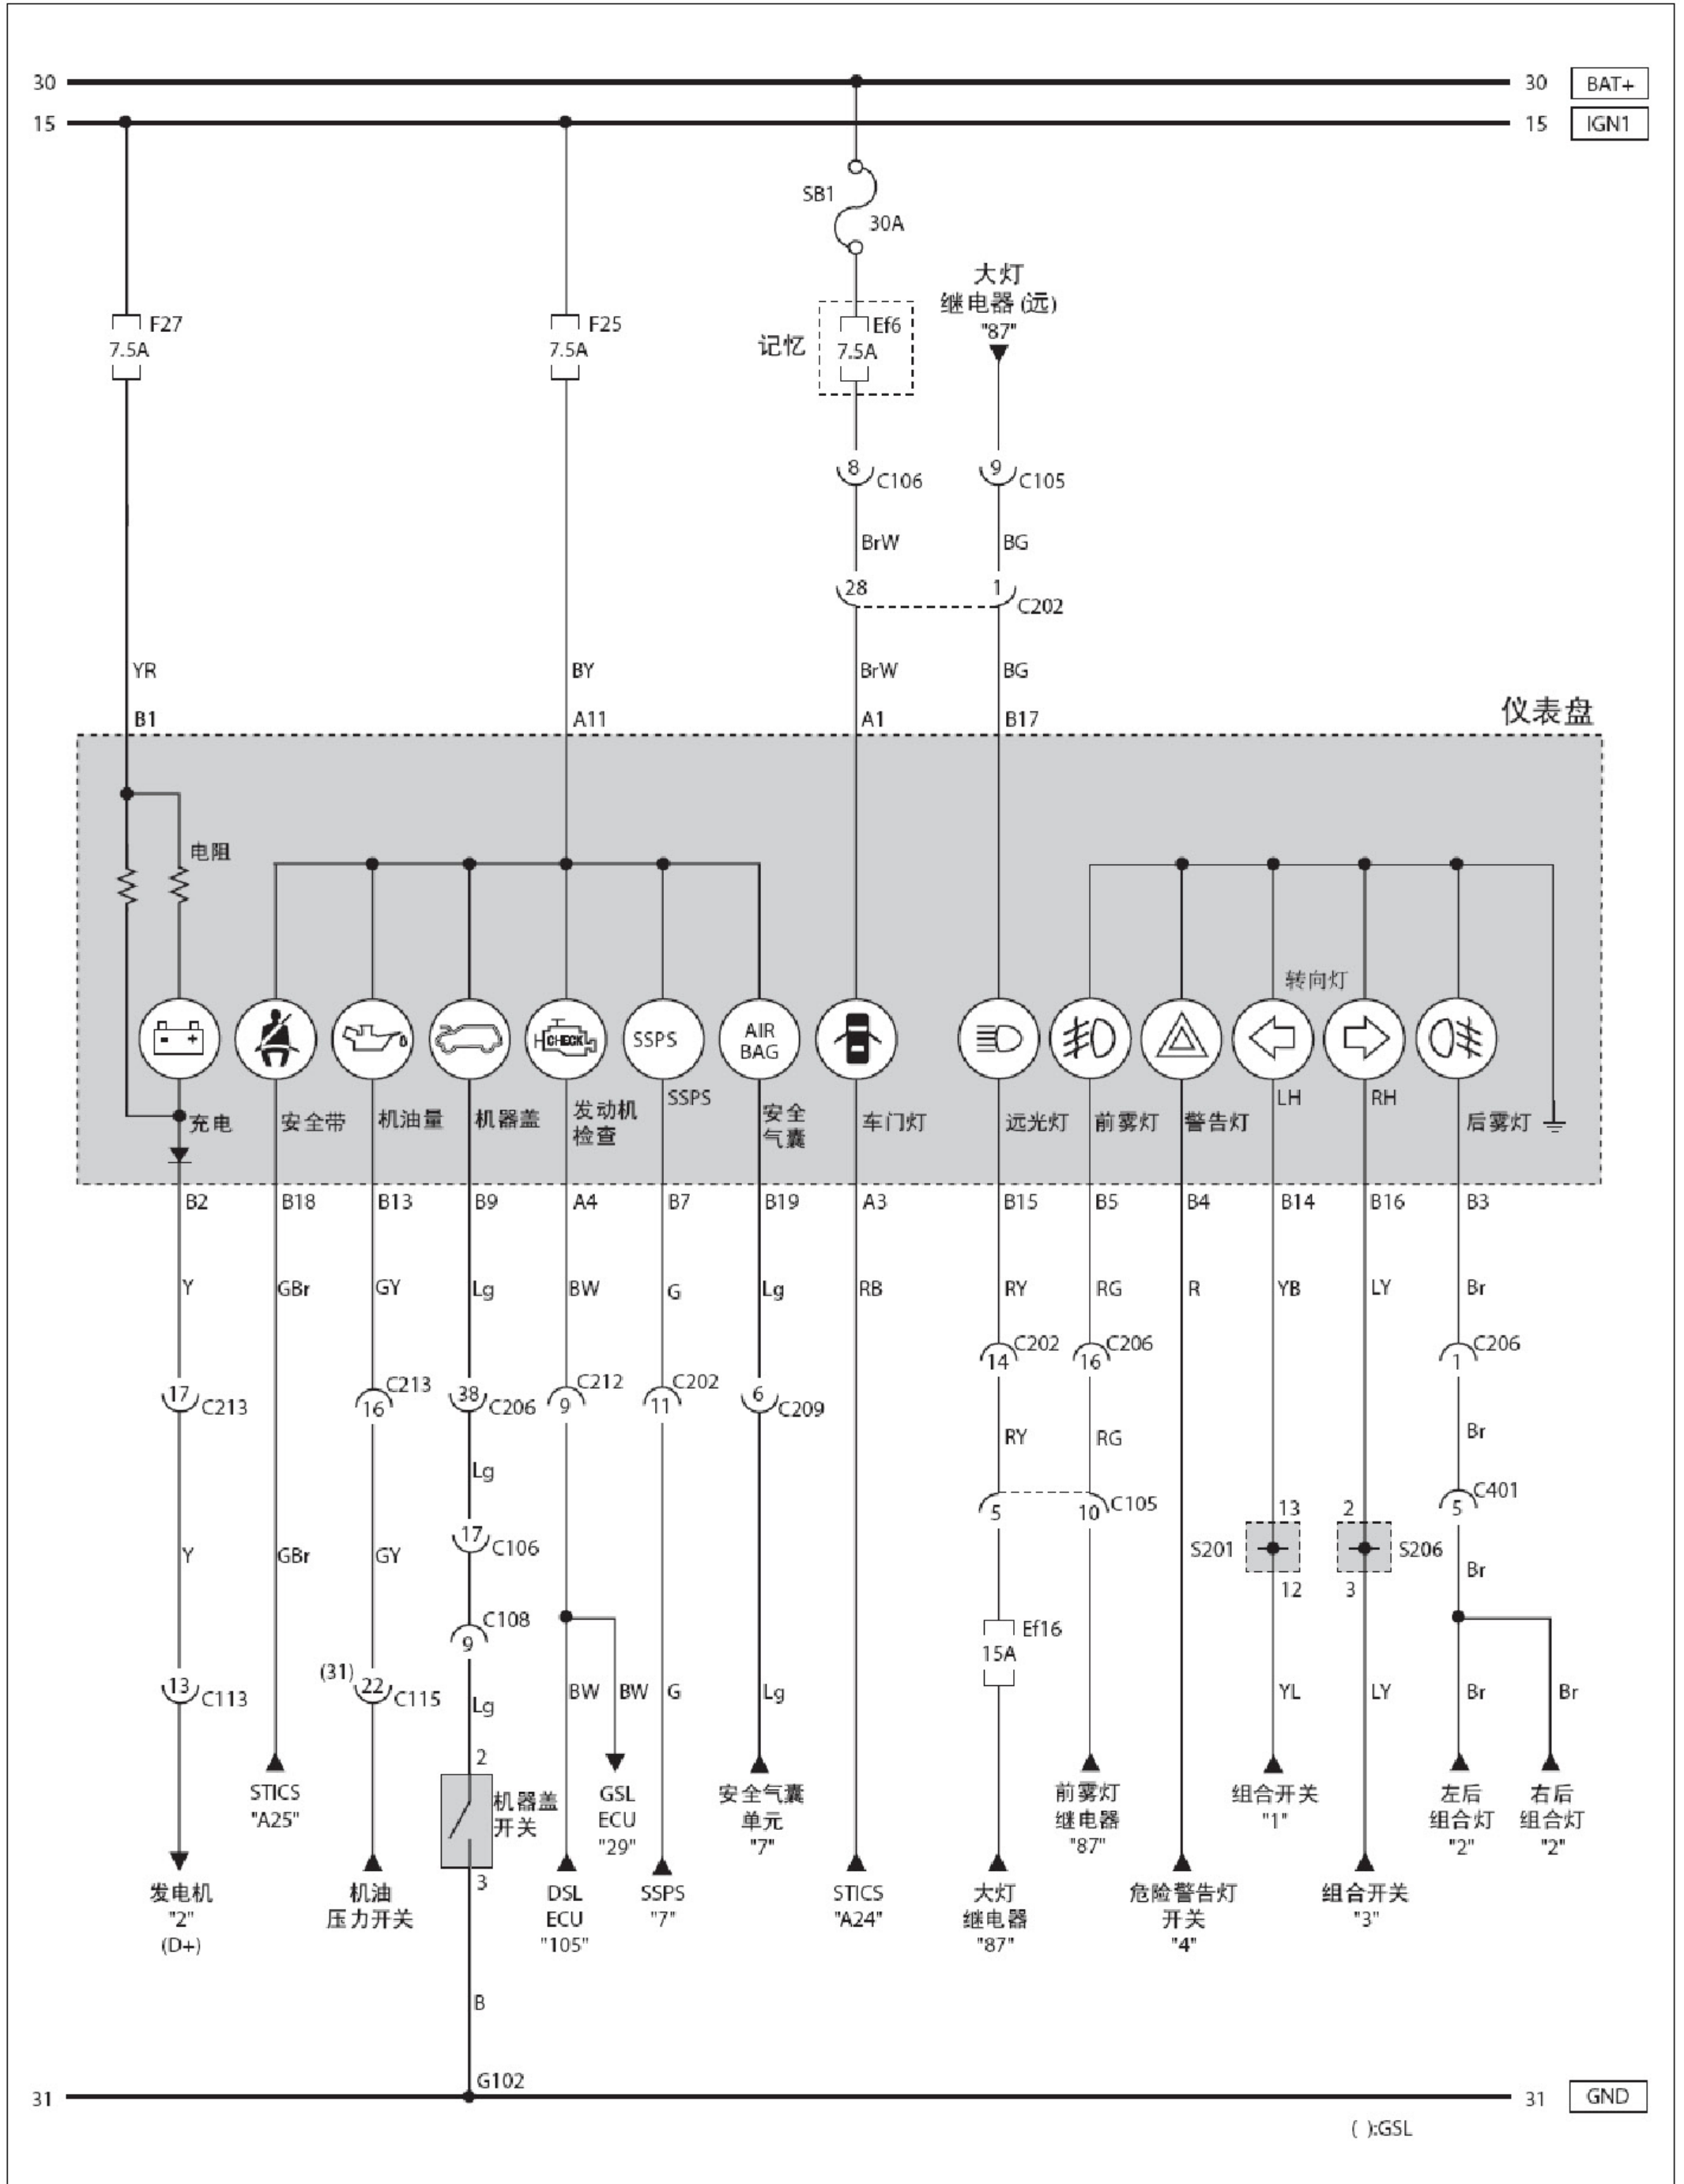 30
30 BAT+
15
15 IGN1
SB1
30A
大灯
继电器 (远)
"87"
F27
7.5A
F25
7.5A
记忆
Ef6
7.5A
8 C106
9 C105
BrW
BG
28
1
C202
YR
BY
BrW
BG
B1
A11
A1
B17
仪表盘
电阻
转向灯
- +
CHECK
SSPS
AIR
BAG
充电
安全带
机油量
机器盖
发动机
检查
SSPS
安全
气囊
车门灯
远光灯
前雾灯
警告灯
LH
RH
后雾灯
B2
B18
B13
B9
A4
B7
B19
A3
B15
B5
B4
B14
B16
B3
Y
GBr
GY
Lg
BW
G
Lg
RB
RY
RG
R
YB
LY
Br
14 C202
16 C206
1 C206
17 C213
16 C213
38 C206
9 C212
11 C202
6 C209
RY
RG
Br
Lg
5
10 C105
13
2
5 C401
17 C106
S201
S206
Y
GBr
GY
12
3
Br
9 C108
Ef16
15A
13 C113
(31)
22 C115
Lg
BW
BW
G
Lg
YL
LY
Br
Br
2
STICS
"A25"
机器盖
开关
GSL
ECU
"29"
安全气囊
单元
"7"
前雾灯
继电器
"87"
组合开关
"1"
左后
组合灯
"2"
右后
组合灯
"2"
3
发电机
"2"
(D+)
机油
压力开关
DSL
ECU
"105"
SSPS
"7"
STICS
"A24"
大灯
继电器
"87"
危险警告灯
开关
"4"
组合开关
"3"
B
G102
31
31 GND
( ):GSL